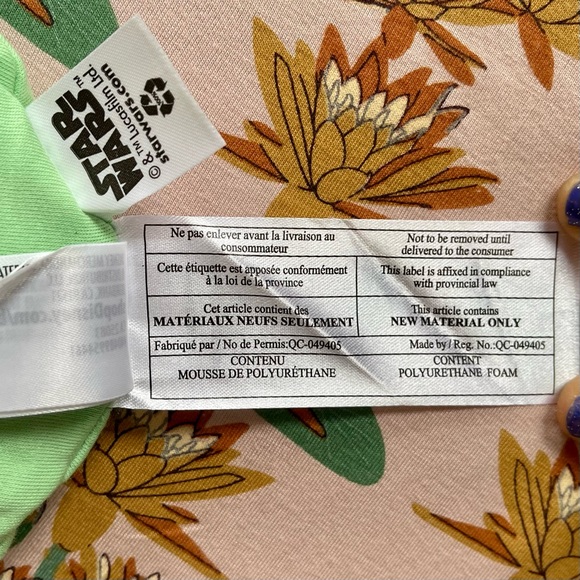 STAR WARS™
© & ™ Lucasfilm Ltd.
starwars.com
Ne pas enlever avant la livraison au
consommateur
Not to be removed until
delivered to the consumer
Cette étiquette est apposée conformément
à la loi de la province
This label is affixed in compliance
with provincial law
Cet article contient des
MATÉRIAUX NEUFS SEULEMENT
This article contains
NEW MATERIAL ONLY
Fabriqué par / No de Permis:QC-049405
Made by / Reg. No.:QC-049405
CONTENU
MOUSSE DE POLYURÉTHANE
CONTENT
POLYURETHANE FOAM